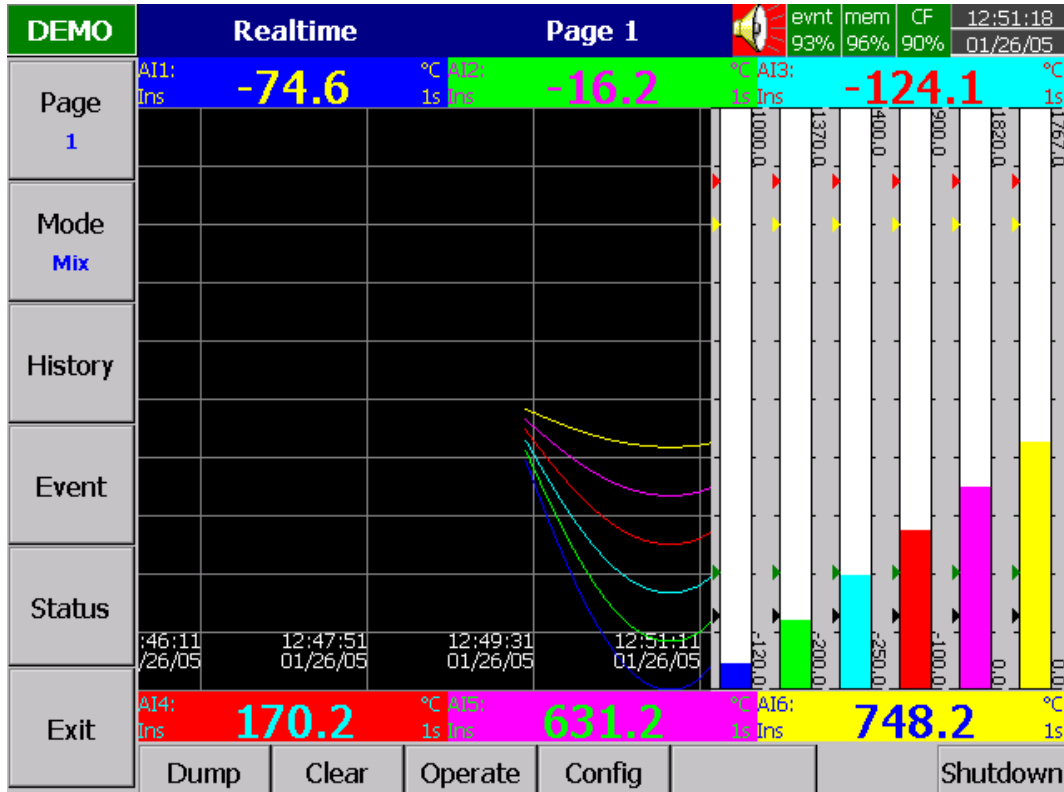 DEMO
Realtime
Page 1
evnt
93%
mem
96%
CF
90%
12:51:18
01/26/05
Page
1
Mode
Mix
History
Event
Status
Exit
AI1:
Ins
-74.6
°C
1s
AI2:
Ins
-16.2
°C
1s
AI3:
Ins
-124.1
°C
1s
1000.0
1370.0
400.0
900.0
1820.0
1767.0
:46:11
/26/05
12:47:51
01/26/05
12:49:31
01/26/05
12:51:11
01/26/05
-120.0
-200.0
-250.0
-100.0
0.0
0.0
AI4:
Ins
170.2
°C
1s
AI5:
Ins
631.2
°C
1s
AI6:
Ins
748.2
°C
1s
Dump
Clear
Operate
Config
Shutdown